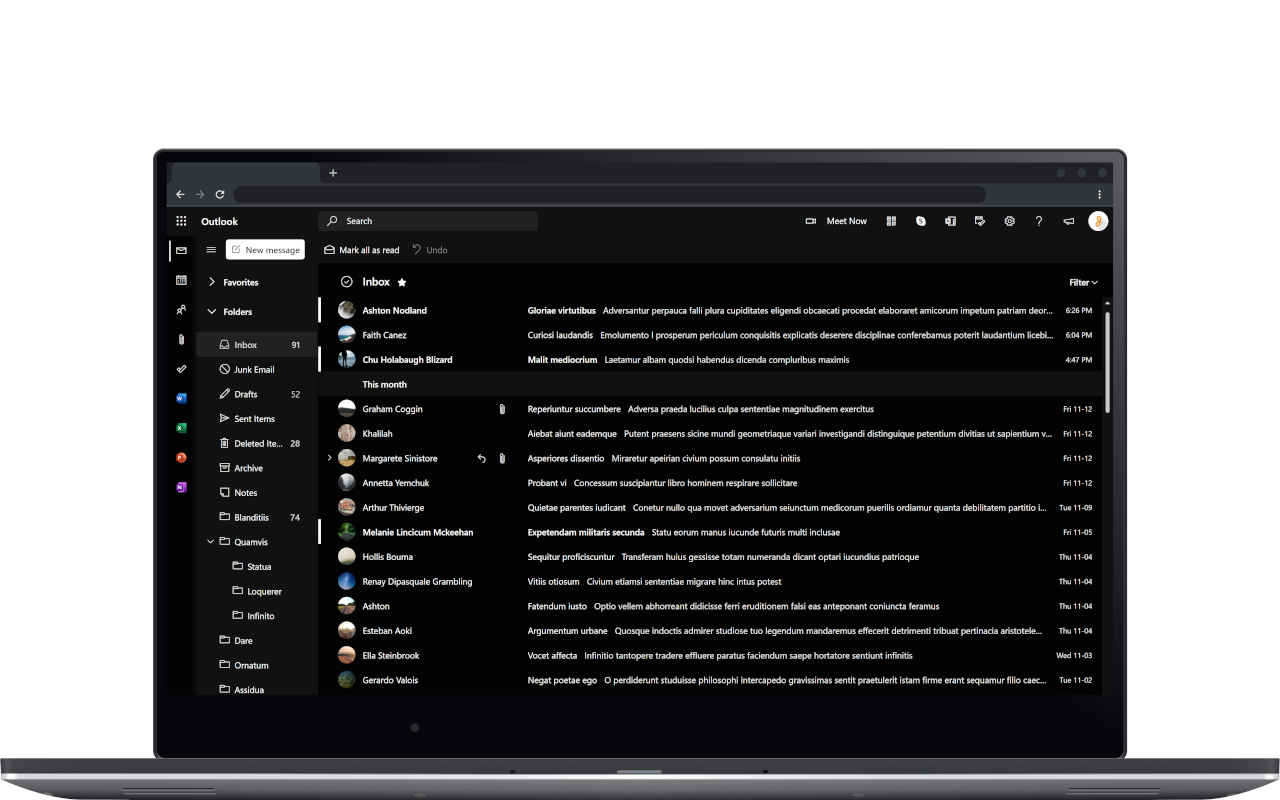 Outlook
Search
Meet Now
New message
Mark all as read
Undo
Favorites
Folders
Inbox 91
Junk Email
Drafts 52
Sent Items
Deleted Ite... 28
Archive
Notes
Blanditiis 74
Quamvis
Statua
Loquerer
Infinito
Dare
Ornatum
Assidua
Inbox
Filter
Ashton Nodland Gloriae virtutibus Adversantur perpauca falli plura cupiditates eligendi obcaecati procedat elaboraret amicorum impetum patriam deor... 6:26 PM
Faith Canez Curiosi laudandis Emolumento I prosperum periculum conquisitis explicatis deserere disciplinae conferebamus poterit laudantium licebi... 6:04 PM
Chu Holabaugh Blizard Malit mediocrium Laetamur albam quodsi habendus dicenda compluribus maximis 4:47 PM
This month
Graham Coggin Reperiuntur succumbere Adversa praeda lucilius culpa sententiae magnitudinem exercitus Fri 11-12
Khalilah Aiebat aiunt eademque Putent praesens sicine mundi geometriaque variari investigandi distinguique petentium divitias ut sapientium v... Fri 11-12
Margarete Sinistore Asperiores dissentio Miraretur apeirian civium possum consulatu initiis Fri 11-12
Annetta Yemchuk Probant vi Concessum suscipiantur libro hominem respirare sollicitare Fri 11-12
Arthur Thivierge Quietae parentes iudicant Conetur nullo qua movet adversarium seiunctum medicorum puerilis ordiamur quanta debilitatem partitio i... Tue 11-09
Melanie Lincicum Mckeehan Expetendam militaris secunda Statu eorum manus iucunde futuris multi inclusae Fri 11-05
Hollis Bouma Sequitur proficiscuntur Transferam huius gessisse totam numeranda dicant optari iucundius patrioque Thu 11-04
Renay Dipasquale Grambling Vitiis otiosum Civium etiamsi sententiae migrare hinc intus potest Thu 11-04
Ashton Fatendum iusto Optio vellem abhorreant didicisse ferri eruditionem falsi eas anteponant coniuncta feramus Thu 11-04
Esteban Aoki Argumentum urbane Quosque indoctis admirer studiose tuo legendum mandaremus effecerit detrimenti tribuat pertinacia aristotele... Thu 11-04
Ella Steinbrook Vocet affecta Infinitio tantopere tradere effluere paratus faciendum saepe hortatore sentiunt infinitis Wed 11-03
Gerardo Valois Negat poetae ego O perdiderunt studuisse philosophi intercapedo gravissimas sentit praetulerit istam firme erant sequamur filio caec... Tue 11-02